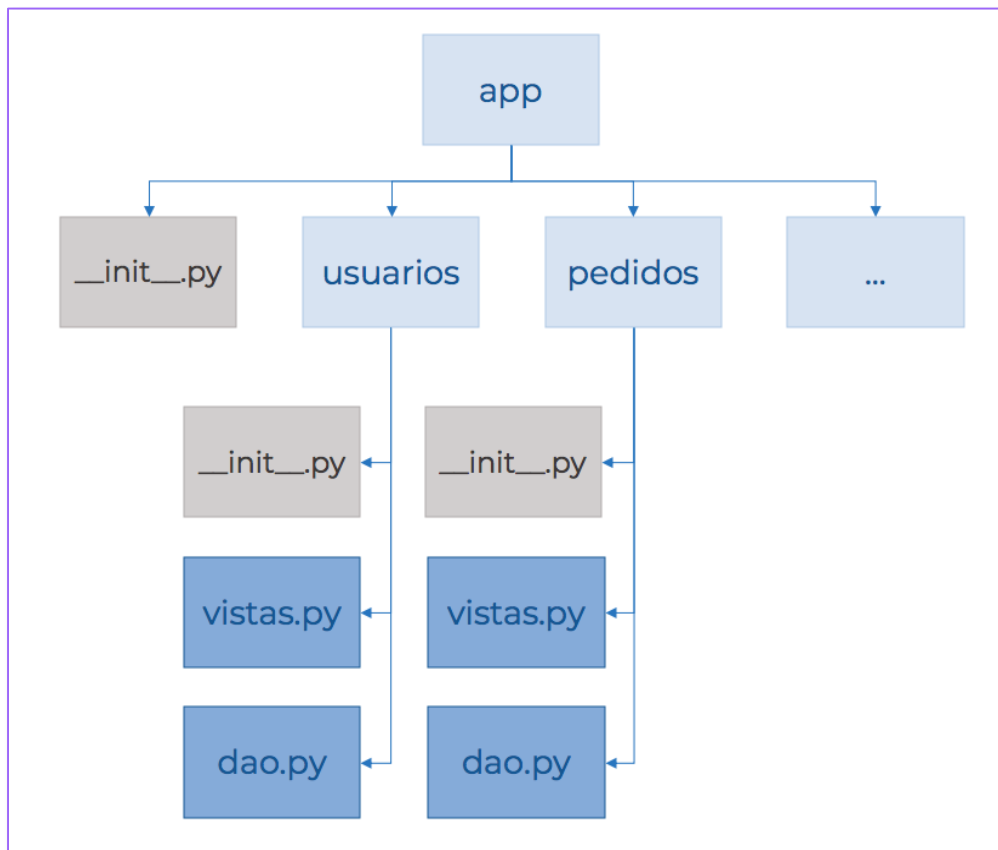 app
__init__.py
usuarios
pedidos
...
__init__.py
__init__.py
vistas.py
vistas.py
dao.py
dao.py